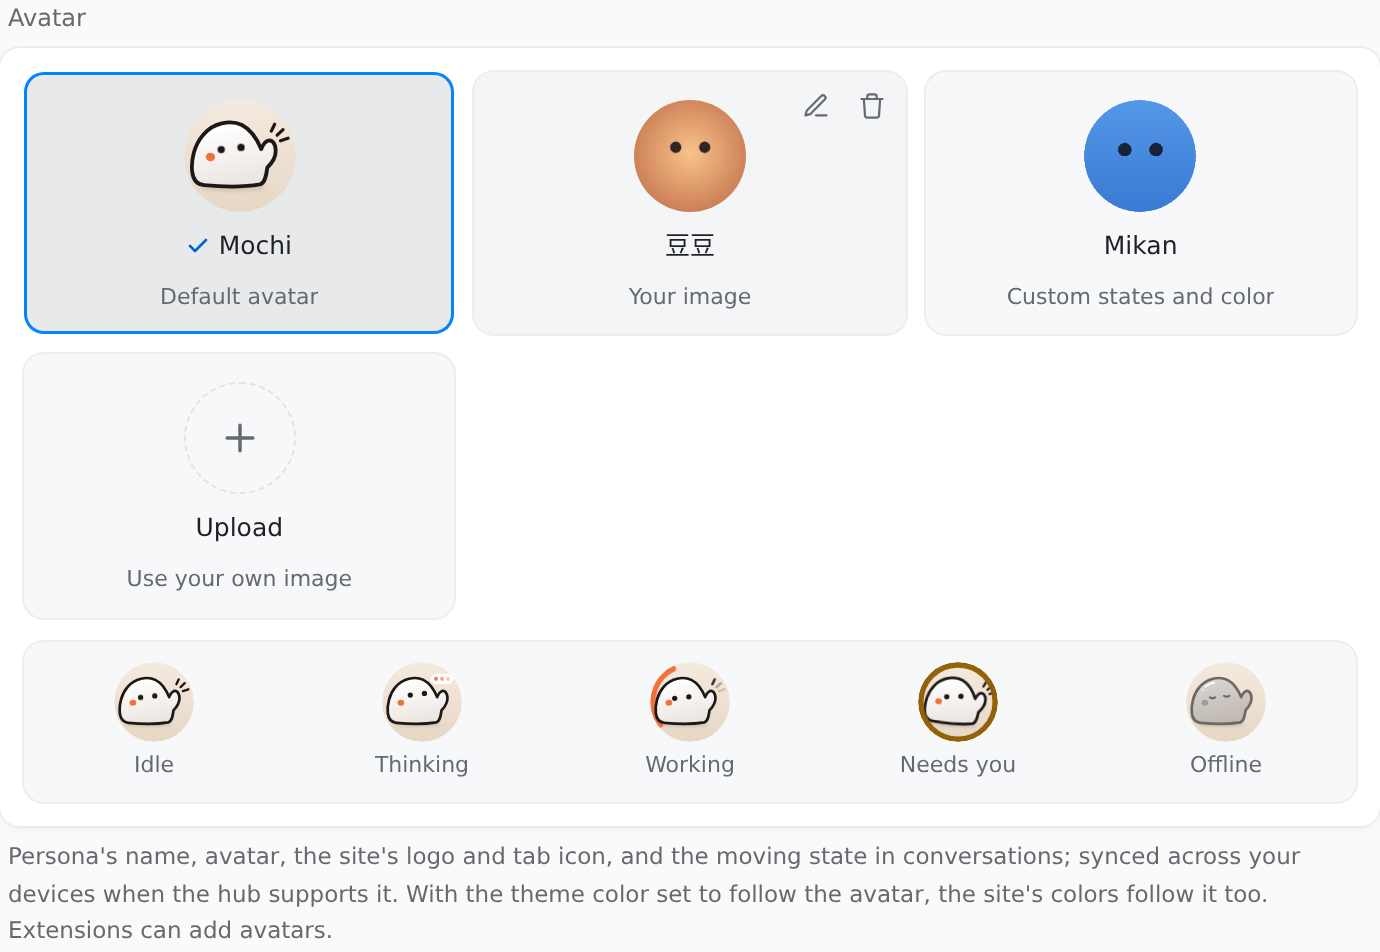 Avatar
Mochi
Default avatar
豆豆
Your image
Mikan
Custom states and color
Upload
Use your own image
Idle
Thinking
Working
Needs you
Offline
Persona's name, avatar, the site's logo and tab icon, and the moving state in conversations; synced across your
devices when the hub supports it. With the theme color set to follow the avatar, the site's colors follow it too.
Extensions can add avatars.